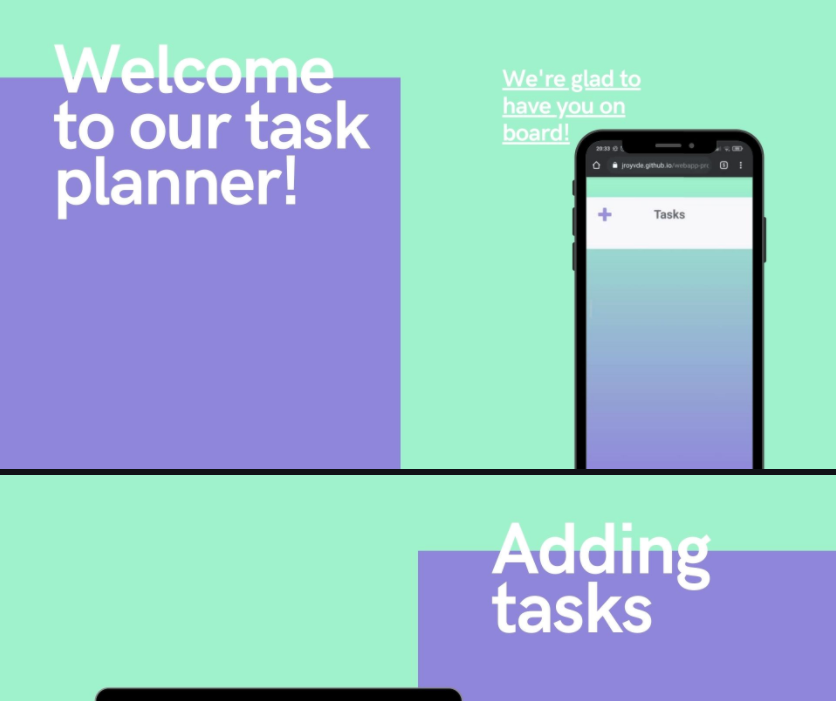 Welcome
to our task
planner!
We're glad to
have you on
board!
20:33
jroyvde.github.io/webapp-pr
Tasks
Adding
tasks